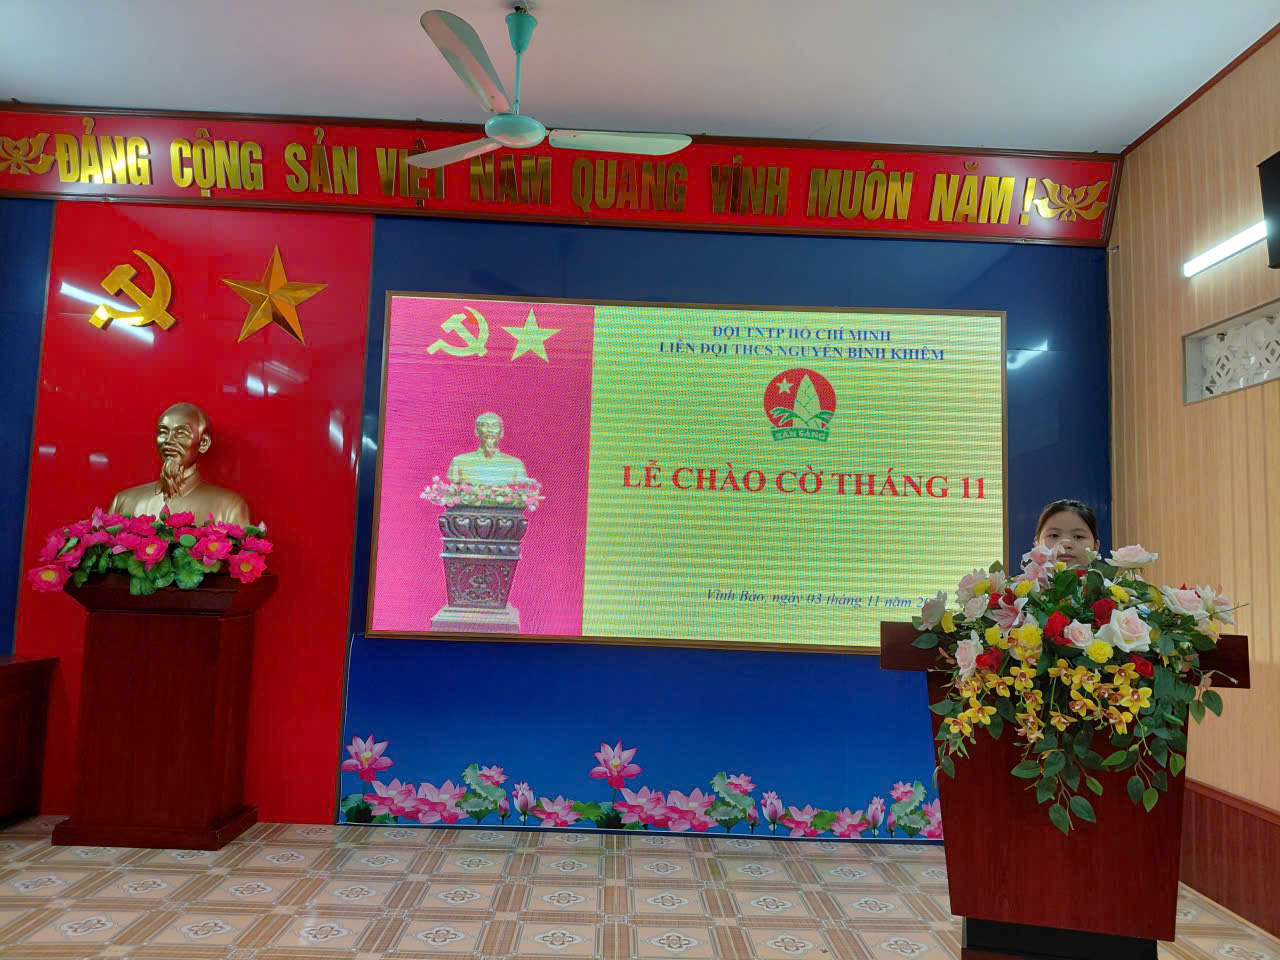 ĐẢNG CỘNG SẢN VIỆT NAM QUANG VINH MUÔN NĂM !
ĐỘI TNTP HỒ CHÍ MINH
LIÊN ĐỘI THCS NGUYỄN BỈNH KHIÊM
SẴN SÀNG
LỄ CHÀO CỜ THÁNG 11
Vĩnh Bảo, ngày 03 tháng 11 năm